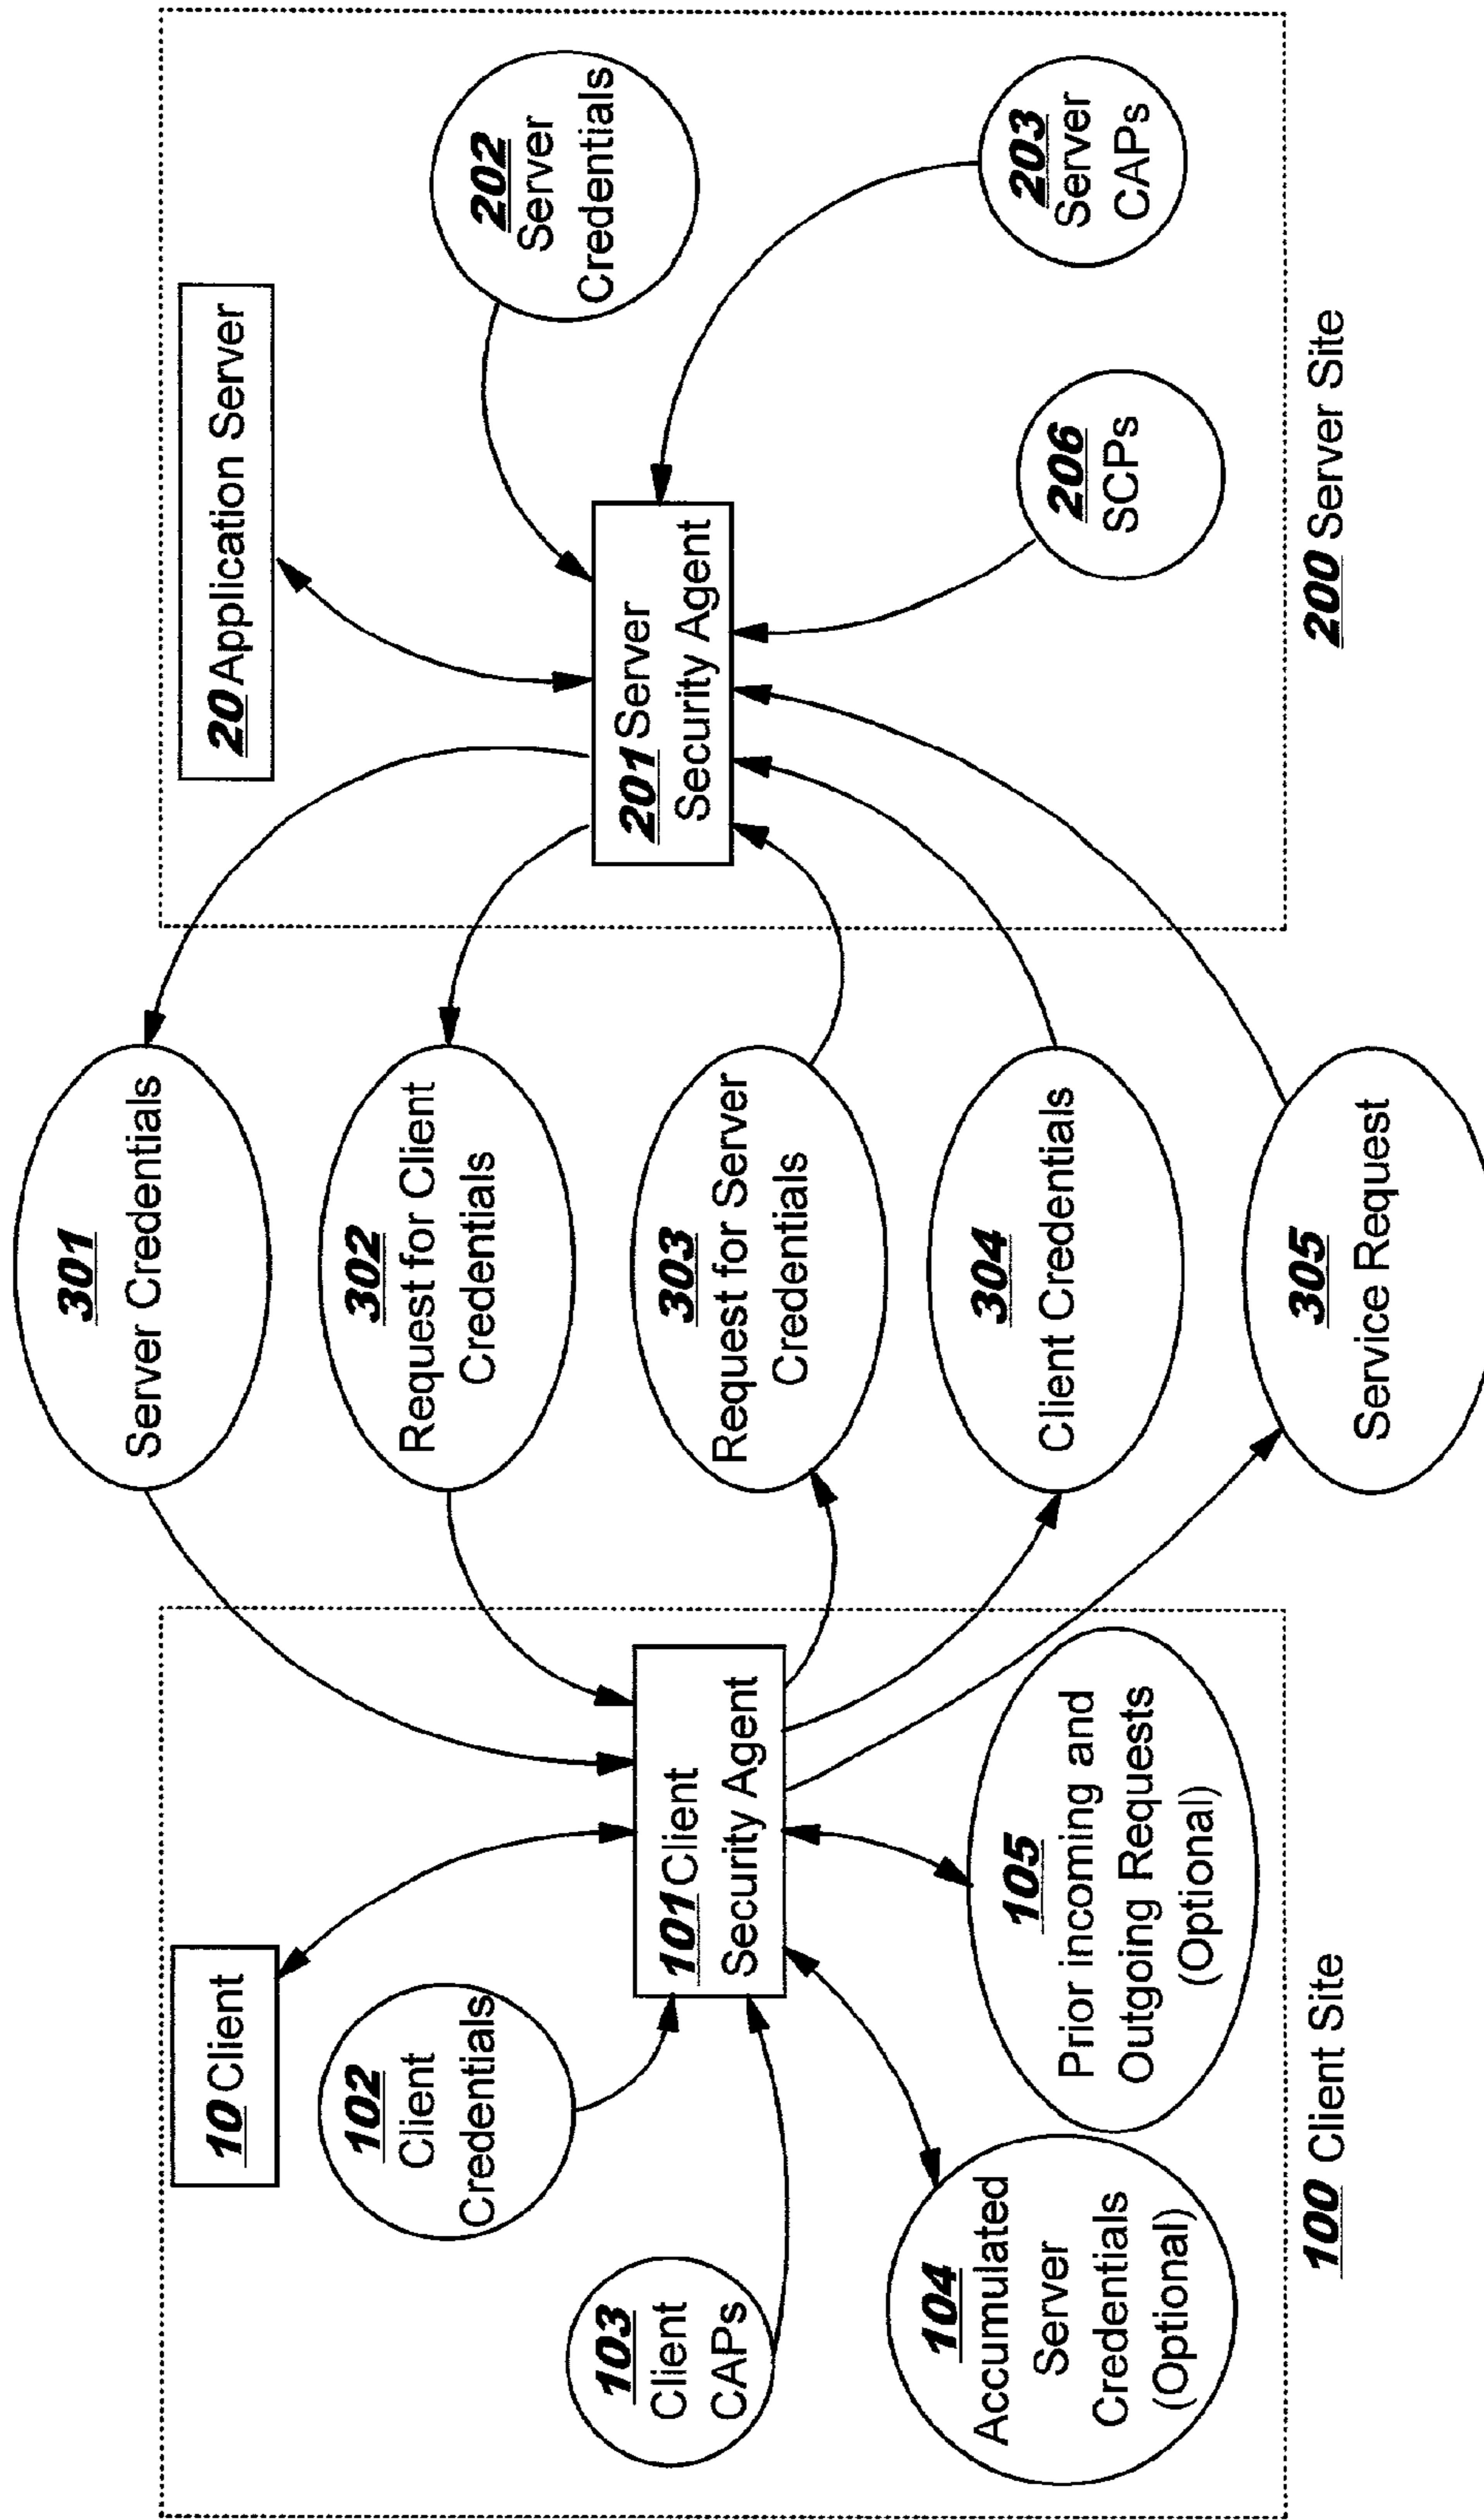 10 Client
102
Client
Credentials
103
Client
CAPs
104
Accumulated
Server
Credentials
(Optional)
101 Client
Security Agent
105
Prior incoming and
Outgoing Requests
(Optional)
100 Client Site
301
Server Credentials
302
Request for Client
Credentials
303
Request for Server
Credentials
304
Client Credentials
305
Service Request
20 Application Server
201 Server
Security Agent
202
Server
Credentials
203
Server
CAPs
206
SCPs
200 Server Site